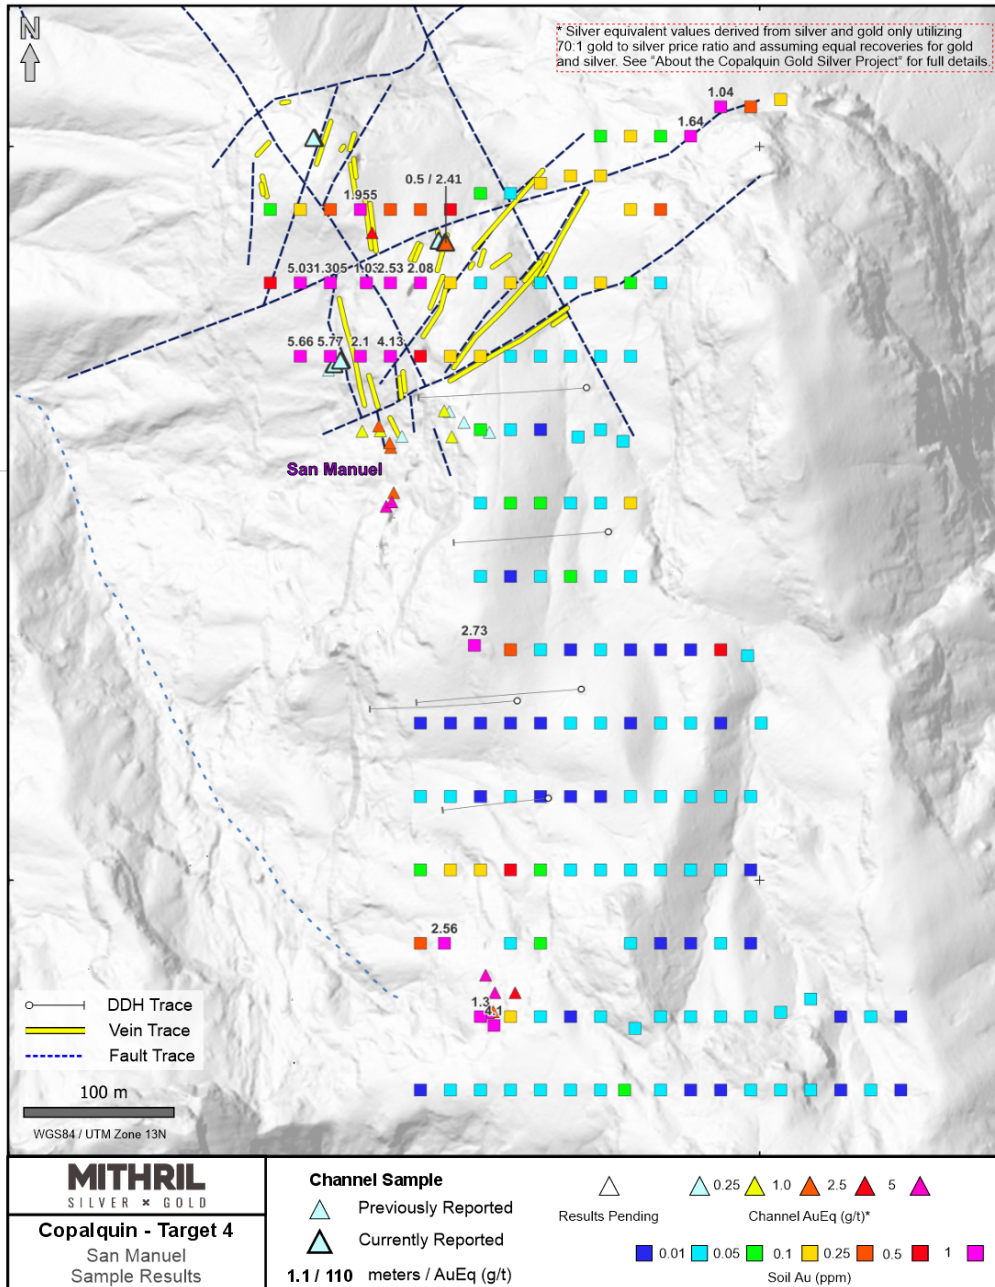 N
* Silver equivalent values derived from silver and gold only utilizing
70:1 gold to silver price ratio and assuming equal recoveries for gold
and silver. See "About the Copalquin Gold Silver Project" for full details.
1.04
1.64
0.5 / 2.41
1.955
5.03 1.305 1.03 2.53 2.08
5.66 5.77 2.1 4.13
San Manuel
2.73
2.56
1.3
4.1
DDH Trace
Vein Trace
Fault Trace
100 m
WGS84 / UTM Zone 13N
MITHRIL
SILVER × GOLD
Copalquin - Target 4
San Manuel
Sample Results
Channel Sample
Previously Reported
Currently Reported
1.1 / 110 meters / AuEq (g/t)
0.25 1.0 2.5 5
Results Pending Channel AuEq (g/t)*
0.01 0.05 0.1 0.25 0.5 1
Soil Au (ppm)